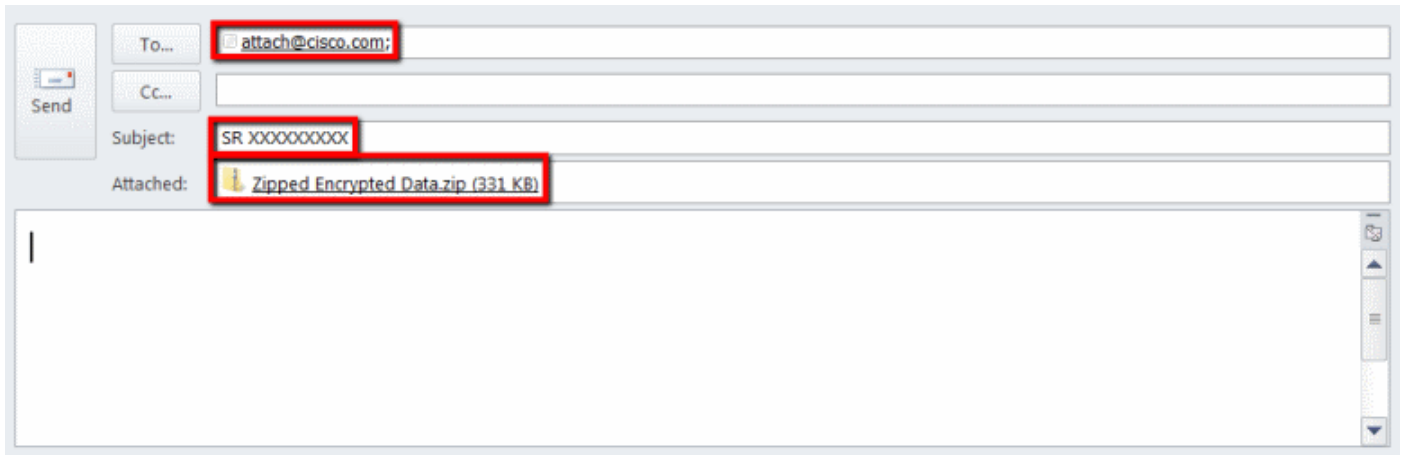 To... attach@cisco.com;
Cc...
Send
Subject: SR XXXXXXXXX
Attached: Zipped Encrypted Data.zip (331 KB)